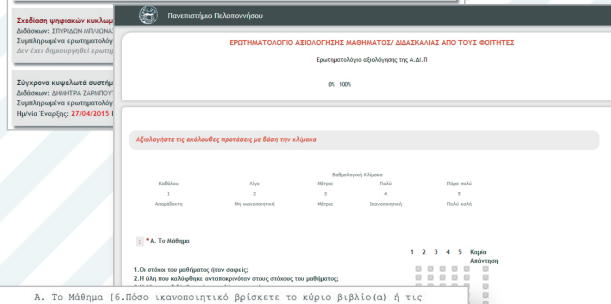 Σχεδίαση ψηφιακών κυκλωμ
Διδάσκων: ΣΠΥΡΙΔΩΝ ΜΠΛΙΩΝΑΣ
Συμπληρωμένα ερωτηματολόγ
Δεν έχει δημιουργηθεί ερωτη
Σύγχρονα κυψελωτά συστήμ
Διδάσκων: ΔΗΜΗΤΡΑ ΖΑΡΜΠΟΥ
Συμπληρωμένα ερωτηματολόγ
Ημ/νία Έναρξης: 27/04/2015
Πανεπιστήμιο Πελοποννήσου
ΕΡΩΤΗΜΑΤΟΛΟΓΙΟ ΑΞΙΟΛΟΓΗΣΗΣ ΜΑΘΗΜΑΤΟΣ/ ΔΙΔΑΣΚΑΛΙΑΣ ΑΠΟ ΤΟΥΣ ΦΟΙΤΗΤΕΣ
Ερωτηματολόγιο αξιολόγησης της Α.ΔΙ.Π
0% 100%
Αξιολογήστε τις ακόλουθες προτάσεις με βάση την κλίμακα
Βαθμολογική Κλίμακα
Καθόλου Λίγο Μέτρια Πολύ Πάρα πολύ
1 2 3 4 5
Απαράδεκτη Μη ικανοποιητική Μέτρια Ικανοποιητική Πολύ καλή
* Α. Το Μάθημα
1 2 3 4 5 Καμία
Απάντηση
1.Οι στόχοι του μαθήματος ήταν σαφείς;
2.Η ύλη που καλύφθηκε ανταποκρινόταν στους στόχους του μαθήματος;
Α. Το Μάθημα [6.Πόσο ικανοποιητικό βρίσκετε το κύριο βιβλίο(α) ή τις